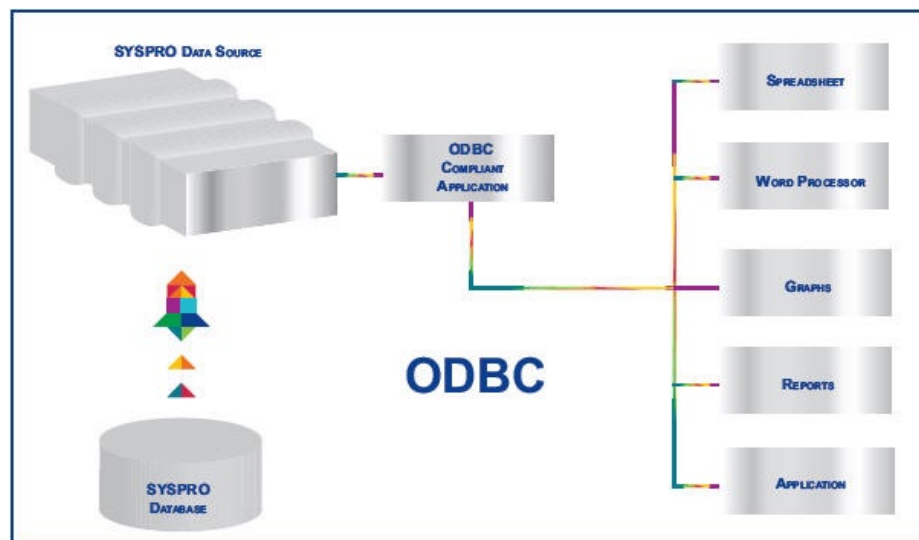 SYSPRO DATA SOURCE
ODBC
COMPLIANT
APPLICATION
SPREADSHEET
WORD PROCESSOR
GRAPHS
REPORTS
APPLICATION
ODBC
SYSPRO
DATABASE